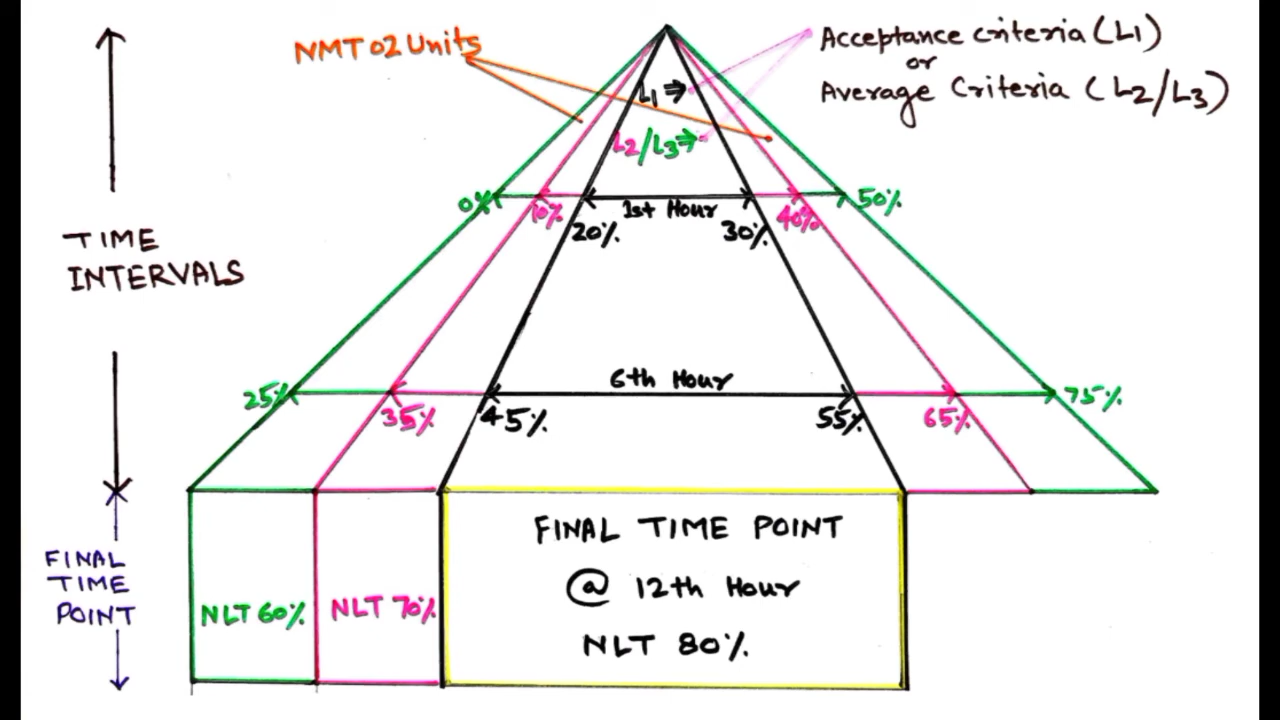 NMT 02 Units
Acceptance criteria (L1)
or
Average Criteria (L2/L3)
L1 ⇒
L2/L3 ⇒
0%
10%
1st Hour
40%
50%
20%
30%
TIME
INTERVALS
6th Hour
25%
35%
45%
55%
65%
75%
FINAL
TIME
POINT
FINAL TIME POINT
@ 12th Hour
NLT 80%
NLT 60%
NLT 70%